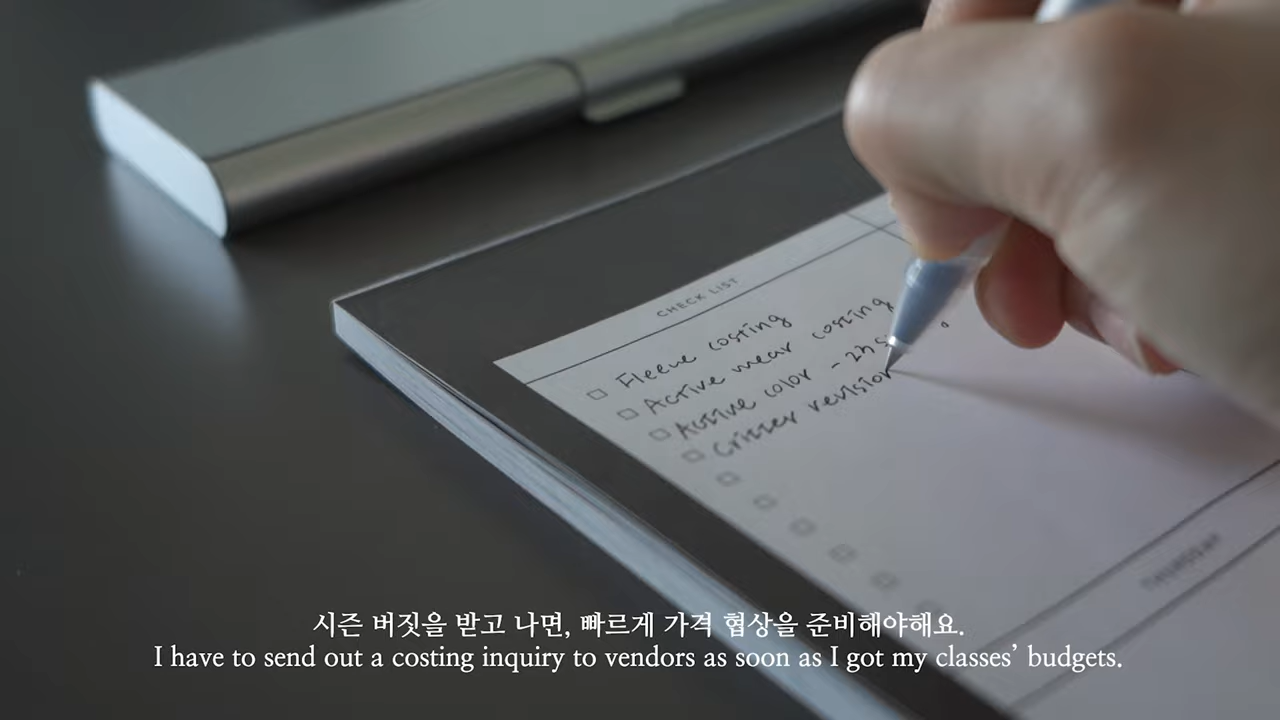 CHECK LIST
Fleece costing
Active wear costing
Active color - 2n
Critter revision
시즌 버짓을 받고 나면, 빠르게 가격 협상을 준비해야해요.
I have to send out a costing inquiry to vendors as soon as I got my classes’ budgets.